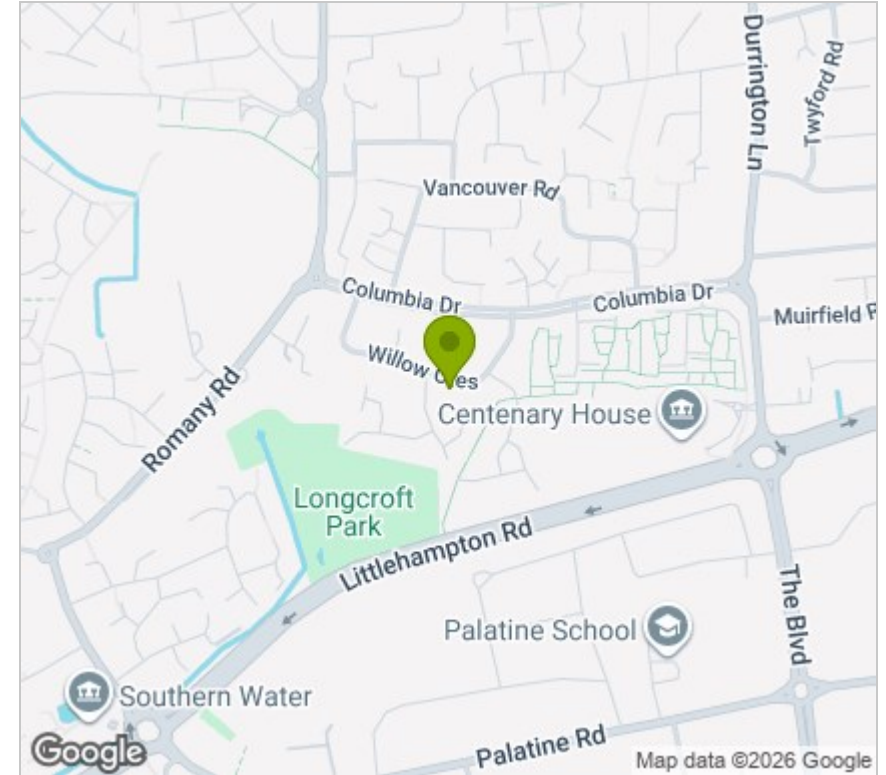 Durrington Ln
Twyford Rd
Vancouver Rd
Columbia Dr
Columbia Dr
Muirfield R
Willow Cres
Centenary House
Romany Rd
Longcroft
Park
Littlehampton Rd
The Blvd
Palatine School
Southern Water
Palatine Rd
Google
Map data ©2026 Google